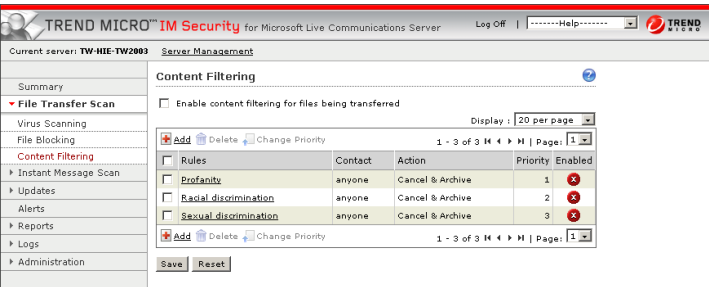 TREND MICRO™ IM Security for Microsoft Live Communications Server Log Off | -------Help------- TREND MICRO
Current server: TW-HIE-TW2003 Server Management
Content Filtering
Summary
File Transfer Scan
Virus Scanning
File Blocking
Content Filtering
Instant Message Scan
Updates
Alerts
Reports
Logs
Administration
Enable content filtering for files being transferred
Display : 20 per page
Add Delete Change Priority 1 - 3 of 3 | Page: 1
Rules Contact Action Priority Enabled
Profanity anyone Cancel & Archive 1
Racial discrimination anyone Cancel & Archive 2
Sexual discrimination anyone Cancel & Archive 3
Add Delete Change Priority 1 - 3 of 3 | Page: 1
Save Reset